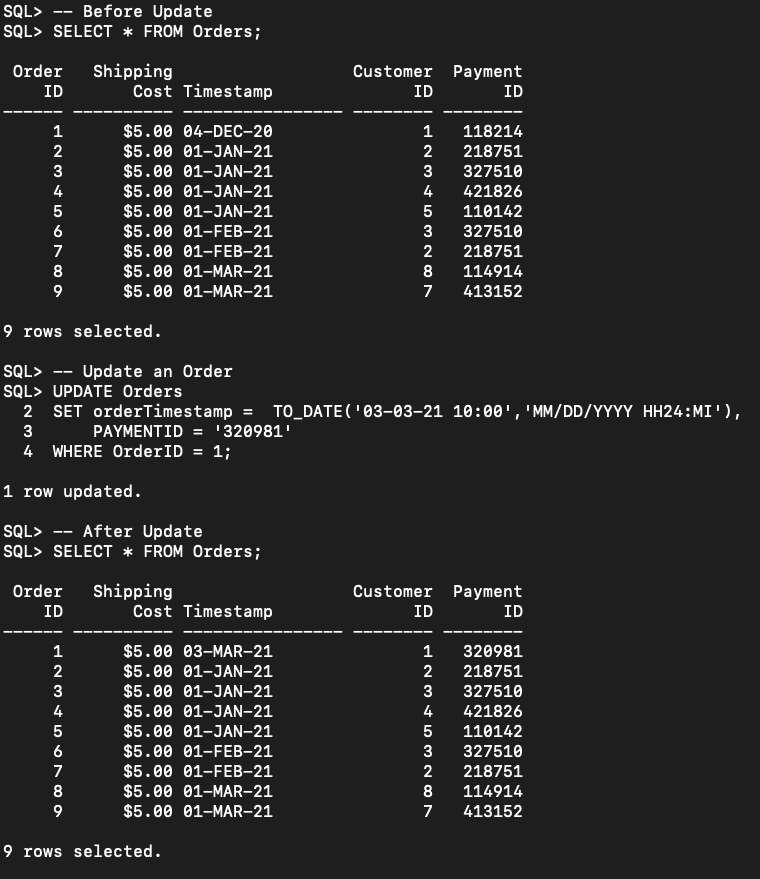 SQL> -- Before Update
SQL> SELECT * FROM Orders;
 Order   Shipping                  Customer  Payment
    ID       Cost Timestamp              ID       ID
------ ---------- ---------------- -------- --------
     1      $5.00 04-DEC-20               1   118214
     2      $5.00 01-JAN-21               2   218751
     3      $5.00 01-JAN-21               3   327510
     4      $5.00 01-JAN-21               4   421826
     5      $5.00 01-JAN-21               5   110142
     6      $5.00 01-FEB-21               3   327510
     7      $5.00 01-FEB-21               2   218751
     8      $5.00 01-MAR-21               8   114914
     9      $5.00 01-MAR-21               7   413152
9 rows selected.
SQL> -- Update an Order
SQL> UPDATE Orders
  2  SET orderTimestamp =  TO_DATE('03-03-21 10:00','MM/DD/YYYY HH24:MI'),
  3      PAYMENTID = '320981'
  4  WHERE OrderID = 1;
1 row updated.
SQL> -- After Update
SQL> SELECT * FROM Orders;
 Order   Shipping                  Customer  Payment
    ID       Cost Timestamp              ID       ID
------ ---------- ---------------- -------- --------
     1      $5.00 03-MAR-21               1   320981
     2      $5.00 01-JAN-21               2   218751
     3      $5.00 01-JAN-21               3   327510
     4      $5.00 01-JAN-21               4   421826
     5      $5.00 01-JAN-21               5   110142
     6      $5.00 01-FEB-21               3   327510
     7      $5.00 01-FEB-21               2   218751
     8      $5.00 01-MAR-21               8   114914
     9      $5.00 01-MAR-21               7   413152
9 rows selected.